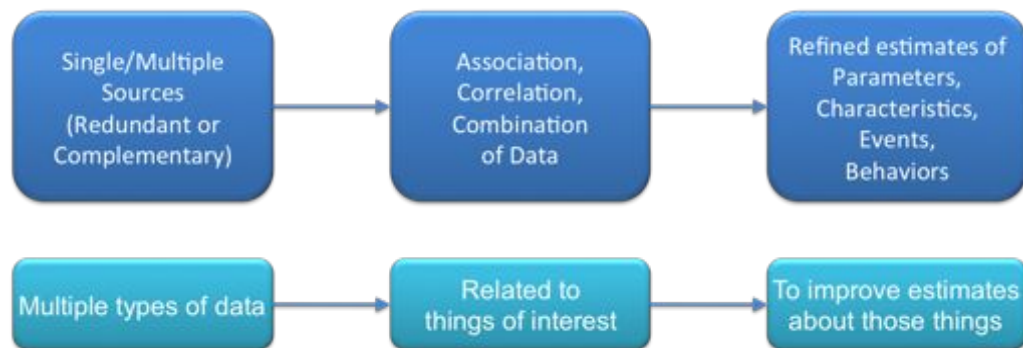 Single/Multiple
Sources
(Redundant or
Complementary)
Association,
Correlation,
Combination
of Data
Refined estimates of
Parameters,
Characteristics,
Events,
Behaviors
Multiple types of data
Related to
things of interest
To improve estimates
about those things